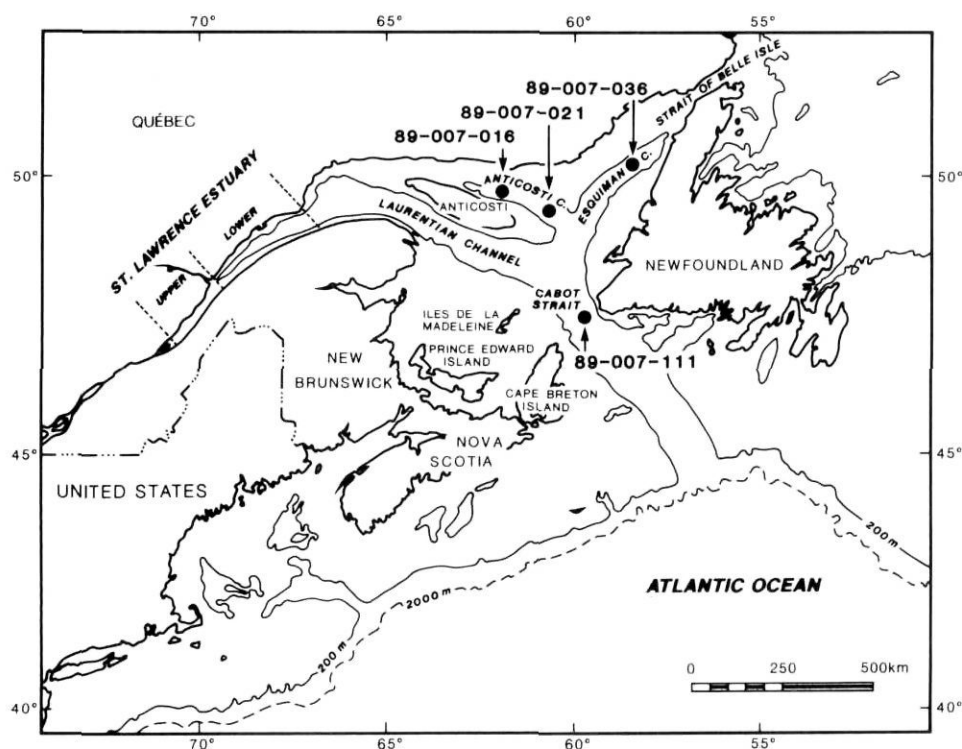 70°
65°
60°
55°
89-007-036
89-007-021
89-007-016
STRAIT OF BELLE ISLE
QUÉBEC
50°
50°
ANTICOSTI C.
ESQUIMAN C.
ANTICOSTI
ST. LAWRENCE ESTUARY
LOWER
UPPER
LAURENTIAN CHANNEL
NEWFOUNDLAND
CABOT
STRAIT
ILES DE LA
MADELEINE
89-007-111
PRINCE EDWARD
ISLAND
NEW
BRUNSWICK
CAPE BRETON
ISLAND
NOVA
SCOTIA
45°
45°
UNITED STATES
200m
2000m
ATLANTIC OCEAN
200m
0 250 500km
40°
40°
70°
65°
60°
55°